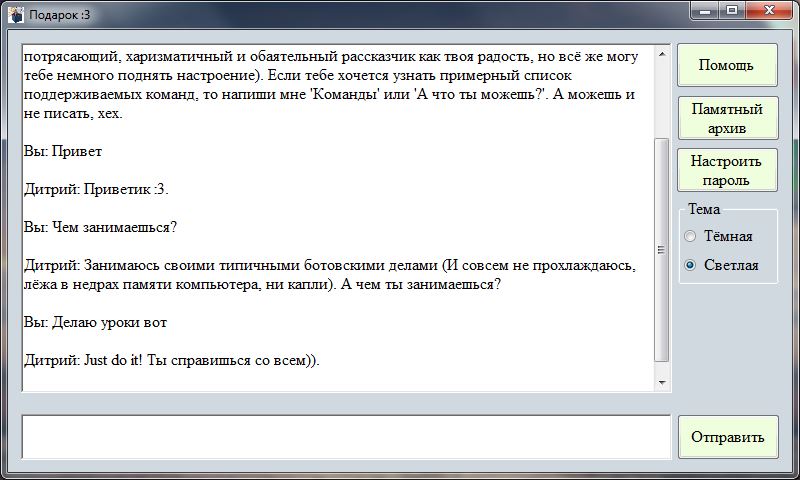 Подарок :3
потрясающий, харизматичный и обаятельный рассказчик как твоя радость, но всё же могу
тебе немного поднять настроение). Если тебе хочется узнать примерный список
поддерживаемых команд, то напиши мне 'Команды' или 'А что ты можешь?'. А можешь и
не писать, хех.
Вы: Привет
Дитрий: Приветик :3.
Вы: Чем занимаешься?
Дитрий: Занимаюсь своими типичными ботовскими делами (И совсем не прохлаждаюсь,
лёжа в недрах памяти компьютера, ни капли). А чем ты занимаешься?
Вы: Делаю уроки вот
Дитрий: Just do it! Ты справишься со всем)).
Помощь
Памятный
архив
Настроить
пароль
Тема
Тёмная
Светлая
Отправить